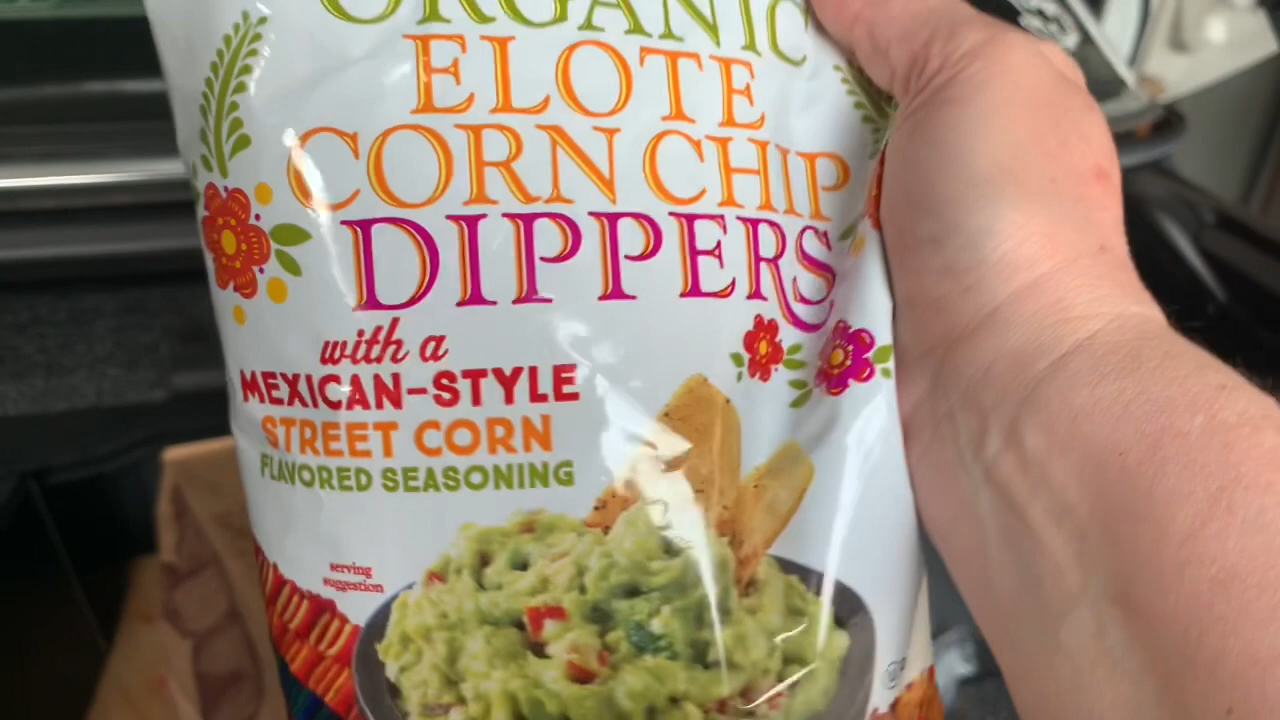 ORGANIC
ELOTE
CORN CHIP
DIPPERS
with a
MEXICAN-STYLE
STREET CORN
FLAVORED SEASONING
serving
suggestion